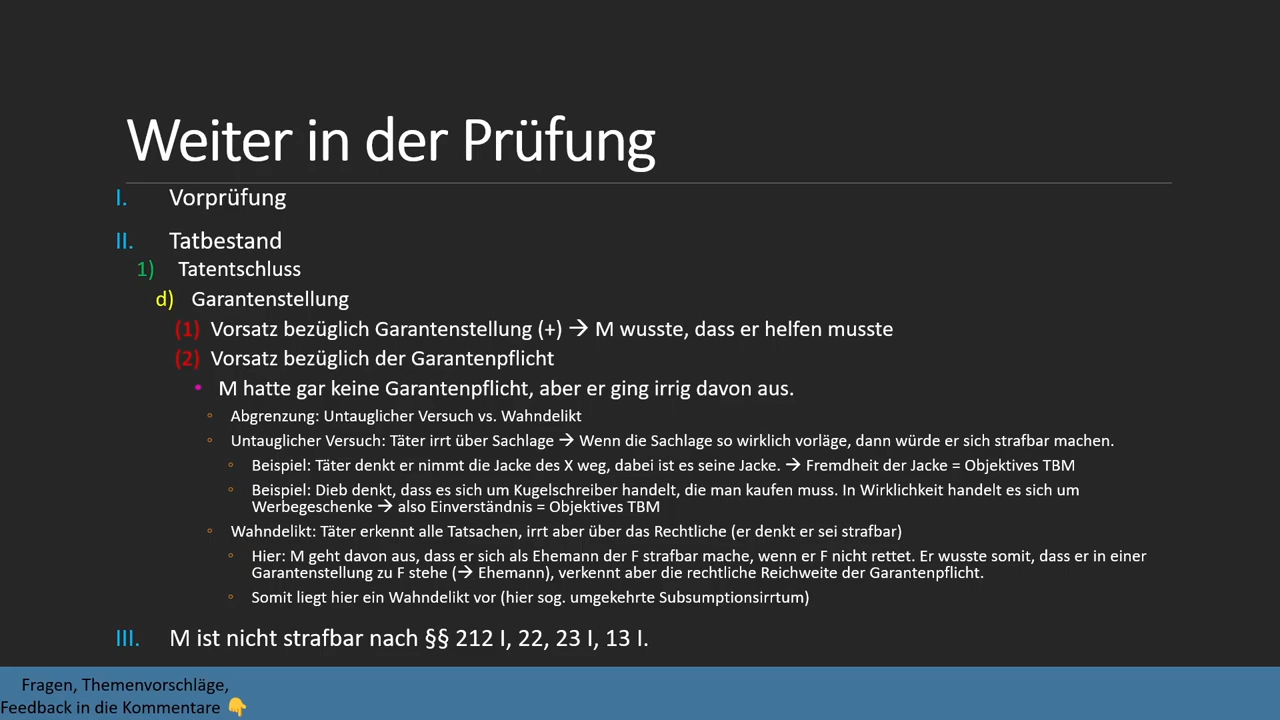 Weiter in der Prüfung
I. Vorprüfung
II. Tatbestand
1) Tatentschluss
d) Garantenstellung
(1) Vorsatz bezüglich Garantenstellung (+) → M wusste, dass er helfen musste
(2) Vorsatz bezüglich der Garantenpflicht
• M hatte gar keine Garantenpflicht, aber er ging irrig davon aus.
◦ Abgrenzung: Untauglicher Versuch vs. Wahndelikt
◦ Untauglicher Versuch: Täter irrt über Sachlage → Wenn die Sachlage so wirklich vorläge, dann würde er sich strafbar machen.
◦ Beispiel: Täter denkt er nimmt die Jacke des X weg, dabei ist es seine Jacke. → Fremdheit der Jacke = Objektives TBM
◦ Beispiel: Dieb denkt, dass es sich um Kugelschreiber handelt, die man kaufen muss. In Wirklichkeit handelt es sich um
Werbegeschenke → also Einverständnis = Objektives TBM
◦ Wahndelikt: Täter erkennt alle Tatsachen, irrt aber über das Rechtliche (er denkt er sei strafbar)
◦ Hier: M geht davon aus, dass er sich als Ehemann der F strafbar mache, wenn er F nicht rettet. Er wusste somit, dass er in einer
Garantenstellung zu F stehe (→ Ehemann), verkennt aber die rechtliche Reichweite der Garantenpflicht.
◦ Somit liegt hier ein Wahndelikt vor (hier sog. umgekehrte Subsumptionsirrtum)
III. M ist nicht strafbar nach §§ 212 I, 22, 23 I, 13 I.
Fragen, Themenvorschläge,
Feedback in die Kommentare 👇